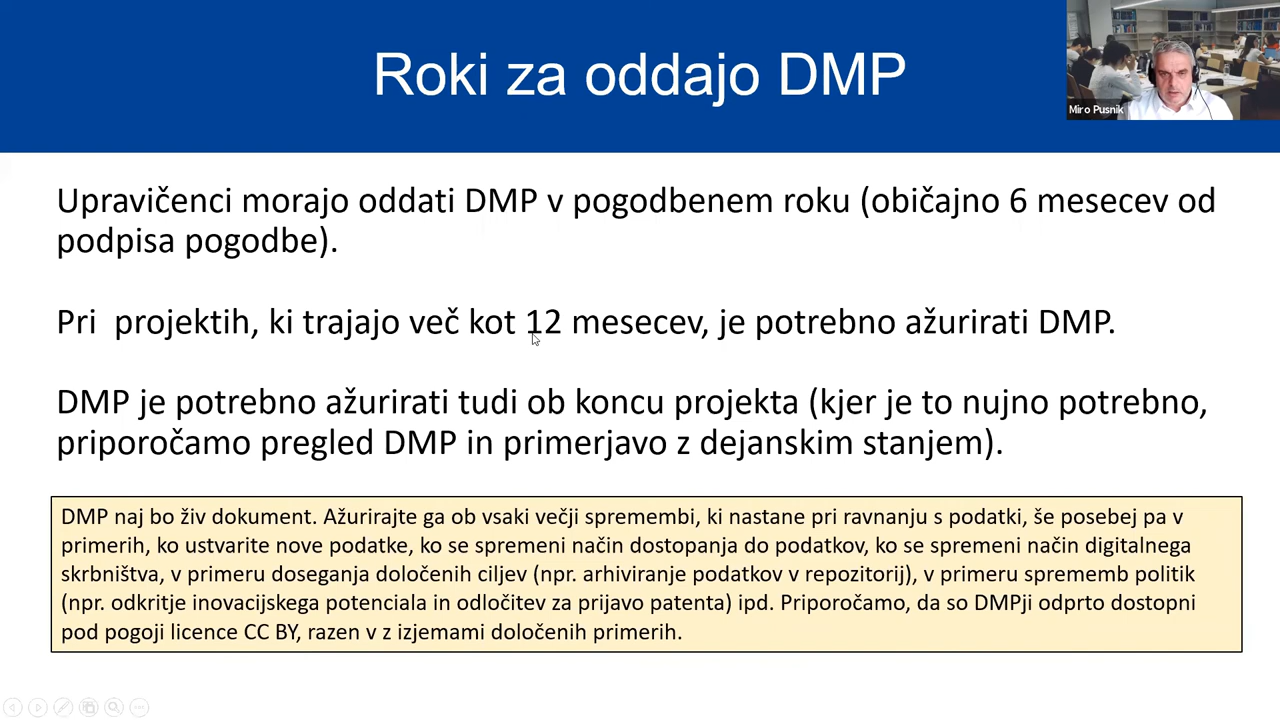 Roki za oddajo DMP
Miro Pusnik
Upravičenci morajo oddati DMP v pogodbenem roku (običajno 6 mesecev od
podpisa pogodbe).
Pri  projektih, ki trajajo več kot 12 mesecev, je potrebno ažurirati DMP.
DMP je potrebno ažurirati tudi ob koncu projekta (kjer je to nujno potrebno,
priporočamo pregled DMP in primerjavo z dejanskim stanjem).
DMP naj bo živ dokument. Ažurirajte ga ob vsaki večji spremembi, ki nastane pri ravnanju s podatki, še posebej pa v
primerih, ko ustvarite nove podatke, ko se spremeni način dostopanja do podatkov, ko se spremeni način digitalnega
skrbništva, v primeru doseganja določenih ciljev (npr. arhiviranje podatkov v repozitorij), v primeru sprememb politik
(npr. odkritje inovacijskega potenciala in odločitev za prijavo patenta) ipd. Priporočamo, da so DMPji odprto dostopni
pod pogoji licence CC BY, razen v z izjemami določenih primerih.